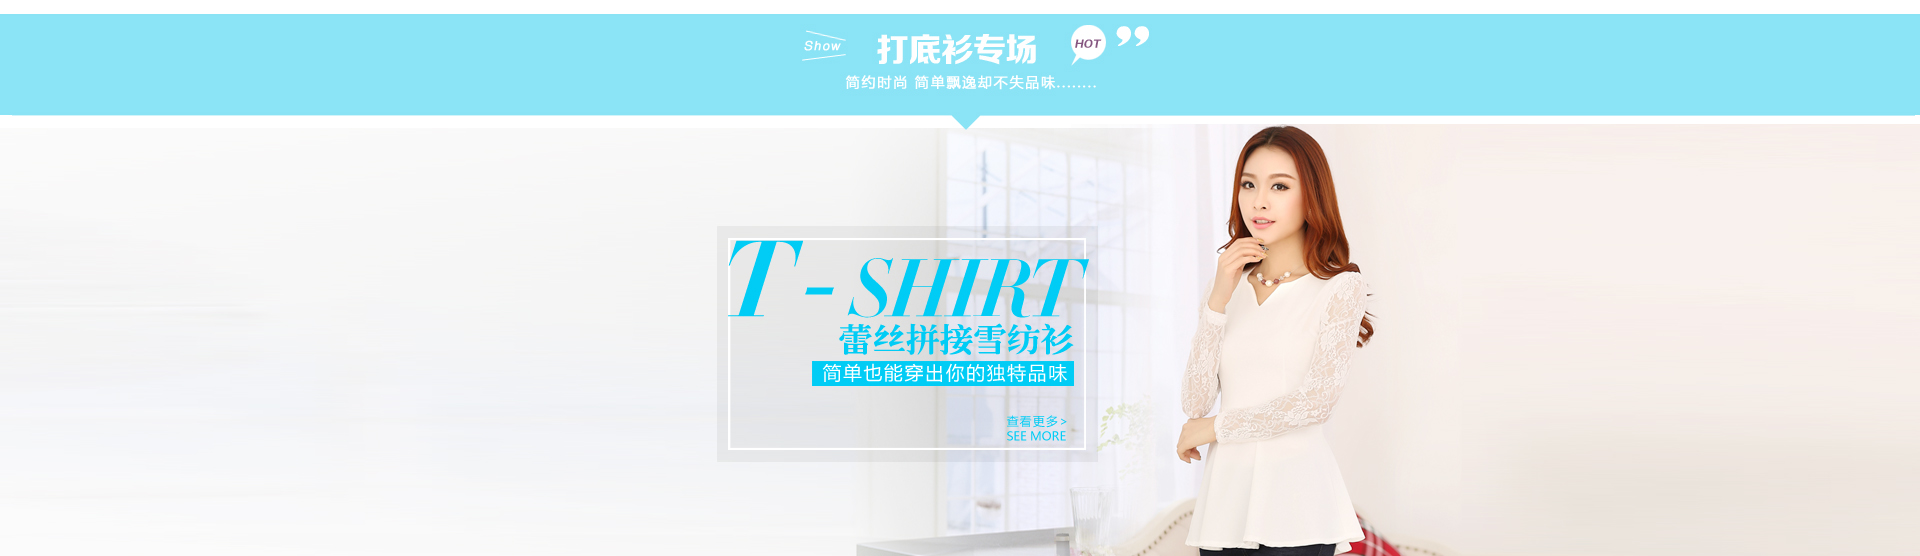 Show
打底衫专场
HOT
”
简约时尚 简单飘逸却不失品味........
T - SHIRT
蕾丝拼接雪纺衫
简单也能穿出你的独特品味
查看更多>
SEE MORE